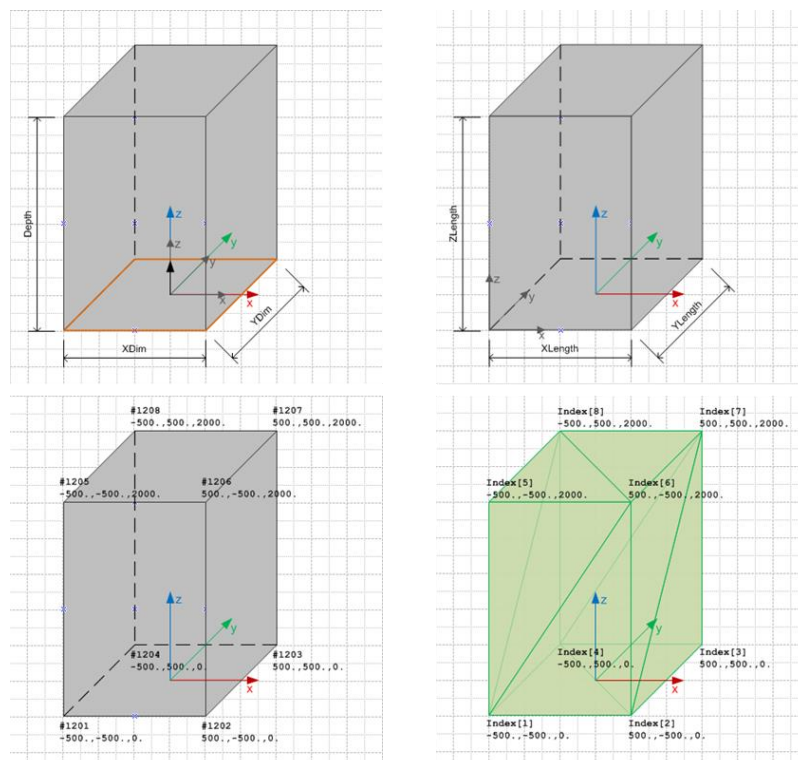 Depth
z
z
y
y
x
x
XDim
YDim
ZLength
z
y
z
y
x
x
XLength
YLength
#1208
-500.,500.,2000.
#1207
500.,500.,2000.
#1205
-500.,-500.,2000.
#1206
500.,-500.,2000.
z
y
#1204
-500.,500.,0.
#1203
500.,500.,0.
x
#1201
-500.,-500.,0.
#1202
500.,-500.,0.
Index[8]
-500.,500.,2000.
Index[7]
500.,500.,2000.
Index[5]
-500.,-500.,2000.
Index[6]
500.,-500.,2000.
z
y
Index[4]
-500.,500.,0.
Index[3]
500.,500.,0.
x
Index[1]
-500.,-500.,0.
Index[2]
500.,-500.,0.